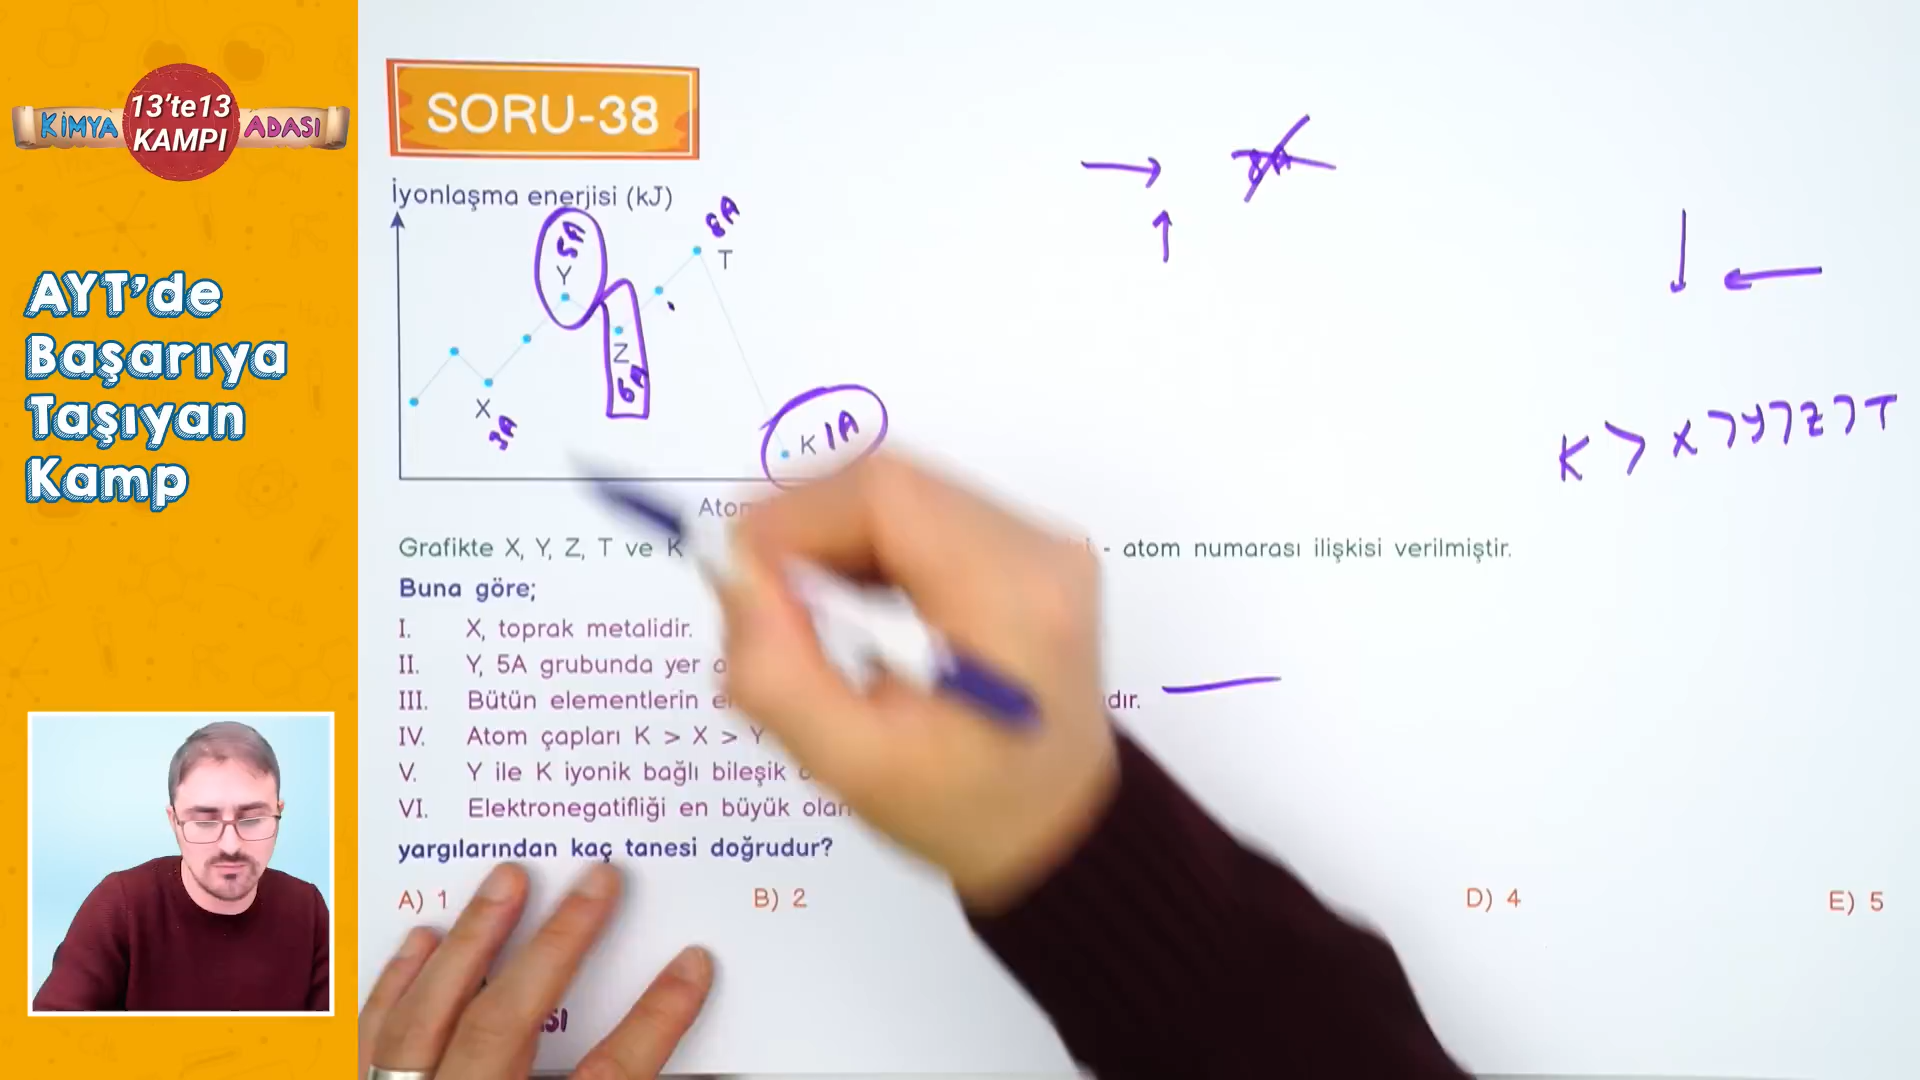 KİMYA 13'te13 KAMPI ADASI
AYT'de
Başarıya
Taşıyan
Kamp
SORU-38
İyonlaşma enerjisi (kJ)
5A
8A
Y
T
Z
6A
X
3A
K 1A
K > X > Y > Z > T
Grafikte X, Y, Z, T ve K - atom numarası ilişkisi verilmiştir.
Buna göre;
I. X, toprak metalidir.
II. Y, 5A grubunda yer
III. Bütün elementlerin
IV. Atom çapları K > X > Y
V. Y ile K iyonik bağlı bileşik
VI. Elektronegatifliği en büyük olan
yargılarından kaç tanesi doğrudur?
A) 1 B) 2 D) 4 E) 5